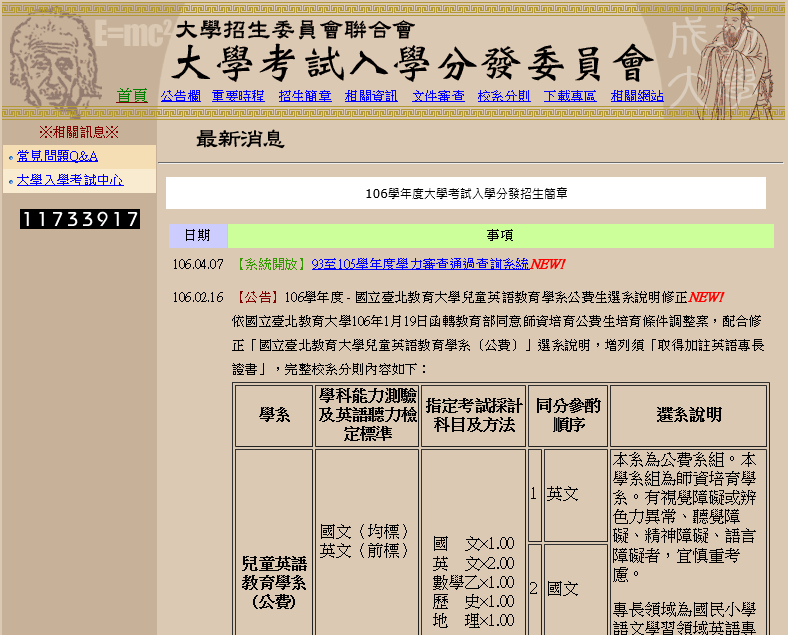 E=mc²
大學招生委員會聯合會
大學考試入學分發委員會
成功大學
首頁 公告欄 重要時程 招生簡章 相關資訊 文件審查 校系分則 下載專區 相關網站
※相關訊息※
常見問題Q&A
大學入學考試中心
11733917
最新消息
106學年度大學考試入學分發招生簡章
日期 事項
106.04.07 【系統開放】93至105學年度學力審查通過查詢系統NEW!
106.02.16 【公告】106學年度 - 國立臺北教育大學兒童英語教育學系公費生選系說明修正NEW!
依國立臺北教育大學106年1月19日函轉教育部同意師資培育公費生培育條件調整案，配合修
正「國立臺北教育大學兒童英語教育學系（公費）」選系說明，增列須「取得加註英語專長
證書」，完整校系分則內容如下：
學系
學科能力測驗
及英語聽力檢
定標準
指定考試採計
科目及方法
同分參酌
順序
選系說明
兒童英語
教育學系
(公費)
國文（均標）
英文（前標）
國 文×1.00
英 文×2.00
數學乙×1.00
歷 史×1.00
地 理×1.00
1 英文
2 國文
本系為公費系組。本
學系組為師資培育學
系。有視覺障礙或辨
色力異常、聽覺障
礙、精神障礙、語言
障礙者，宜慎重考
慮。
專長領域為國民小學
語文學習領域英語專